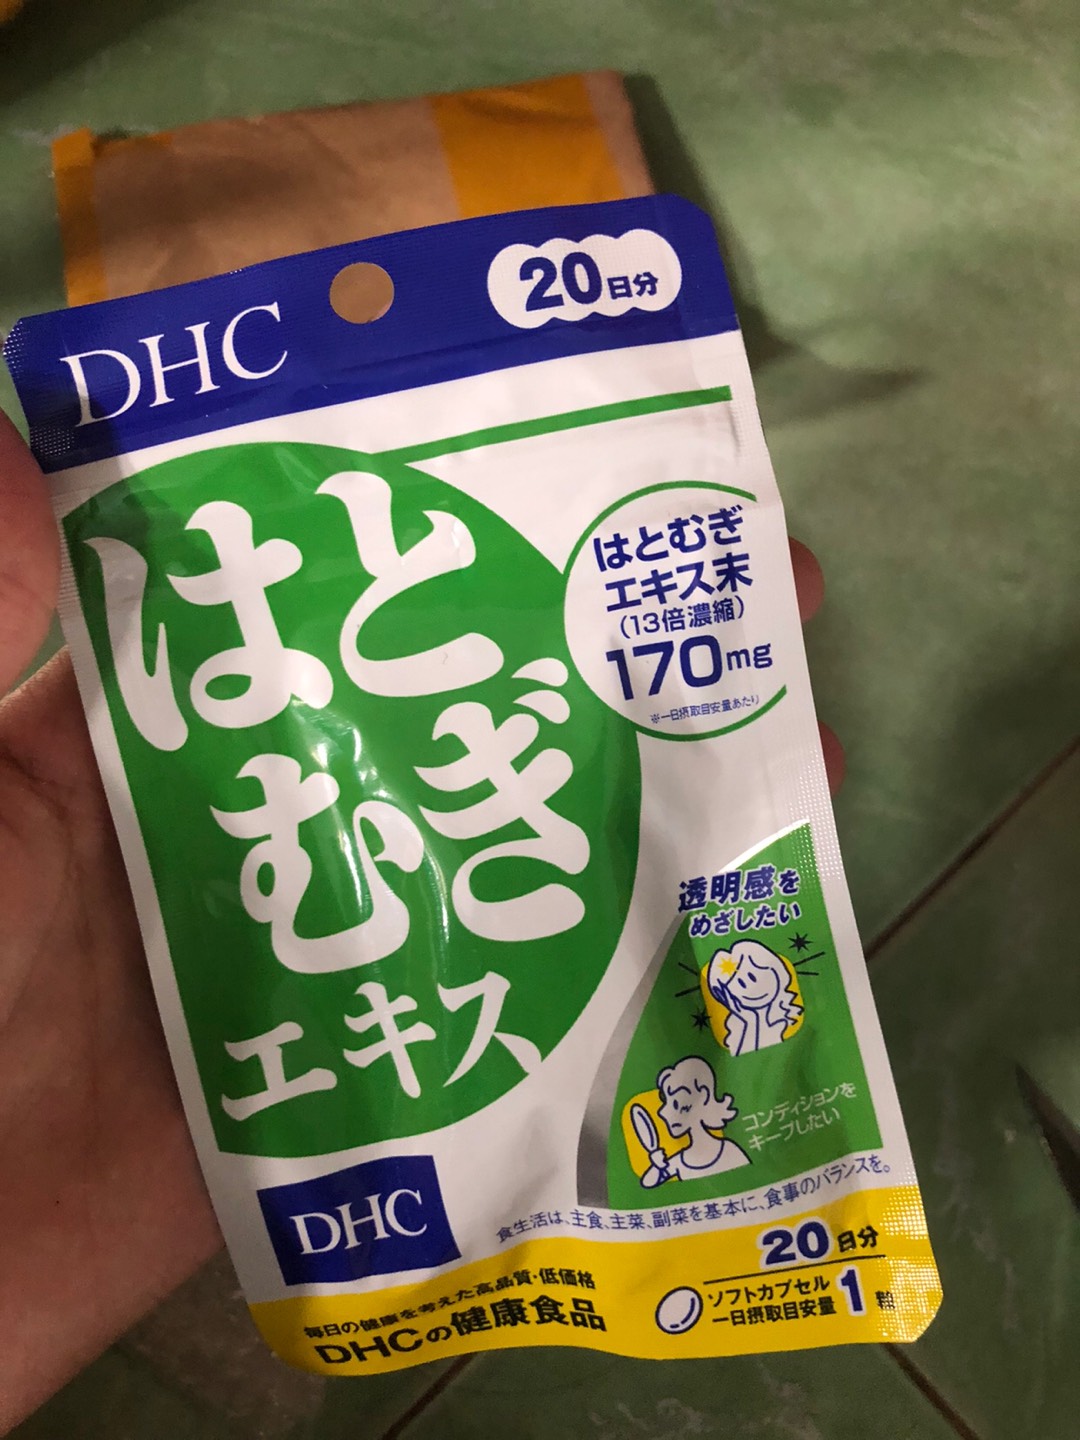 DHC
20日分
はと
むぎ
エキス
はとむぎ
エキス末
(13倍濃縮)
170mg
※一日摂取目安量あたり
透明感を
めざしたい
コンディションを
キープしたい
DHC
食生活は、主食、主菜、副菜を基本に、食事のバランスを。
毎日の健康を考えた高品質・低価格
DHCの健康食品
20日分
ソフトカプセル
一日摂取目安量 1粒